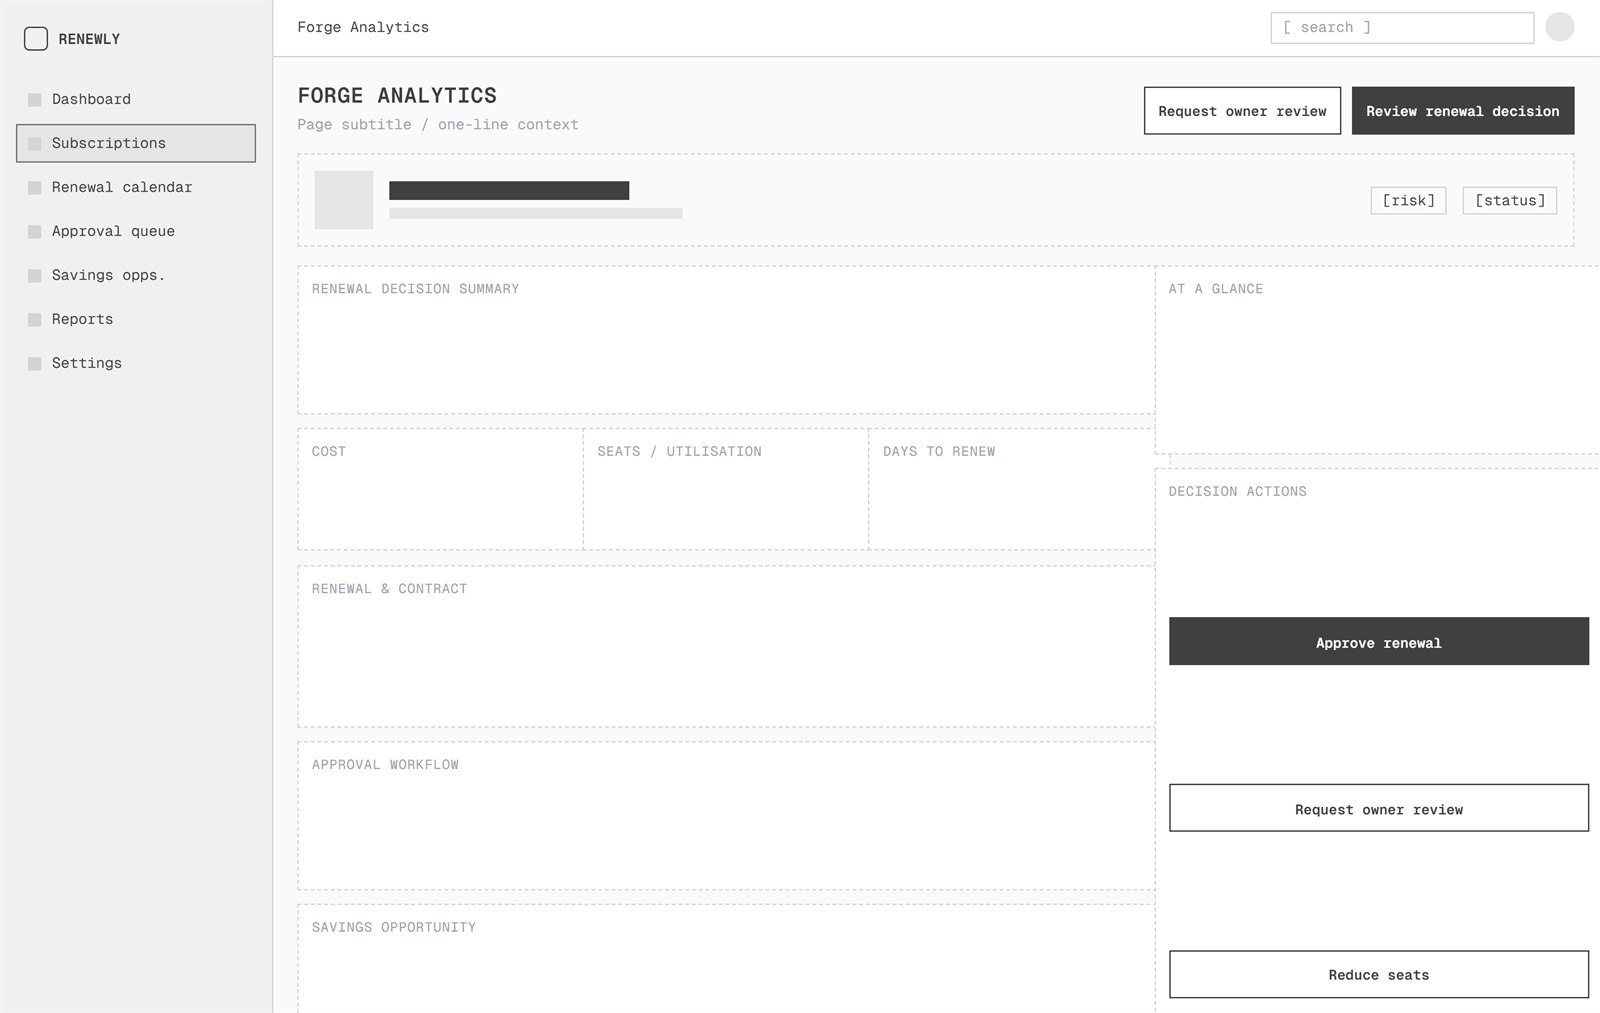 RENEWLY
Dashboard
Subscriptions
Renewal calendar
Approval queue
Savings opps.
Reports
Settings
Forge Analytics
[ search ]
FORGE ANALYTICS
Page subtitle / one-line context
Request owner review
Review renewal decision
[risk]
[status]
RENEWAL DECISION SUMMARY
COST
SEATS / UTILISATION
DAYS TO RENEW
RENEWAL & CONTRACT
APPROVAL WORKFLOW
SAVINGS OPPORTUNITY
AT A GLANCE
DECISION ACTIONS
Approve renewal
Request owner review
Reduce seats